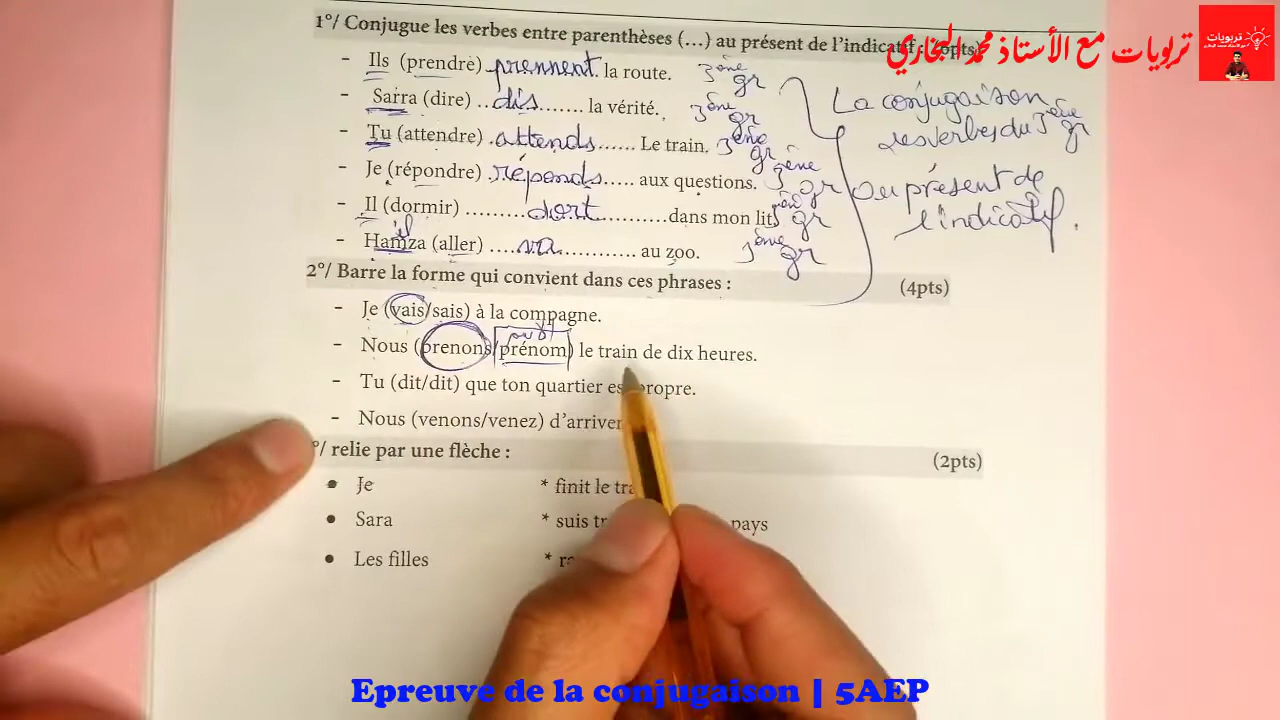 تربويات مع الأستاذ محمد البخاري
تربويات
1°/ Conjugue les verbes entre parenthèses (…) au présent de l'indicatif
- Ils (prendre) prennent. la route. 3ème gr
- Sarra (dire) ..dis........ la vérité. 3ème gr
- Tu (attendre) .attends...... Le train. 3ème gr
- Je (répondre) .réponds..... aux questions. 3ème gr
- Il (dormir) .........dort...........dans mon lit. gr
il
- Hamza (aller) ....va............. au zoo. 3ème gr
La conjugaison
des verbes du 3ème gr
au présent de
l'indicatif.
2°/ Barre la forme qui convient dans ces phrases : (4pts)
- Je (vais/sais) à la compagne.
- Nous (prenons/prénom) le train de dix heures.
- Tu (dit/dit) que ton quartier propre.
- Nous (venons/venez) d'arriver
°/ relie par une flèche : (2pts)
• Je * finit le
• Sara * suis pays
• Les filles *
Epreuve de la conjugaison | 5AEP